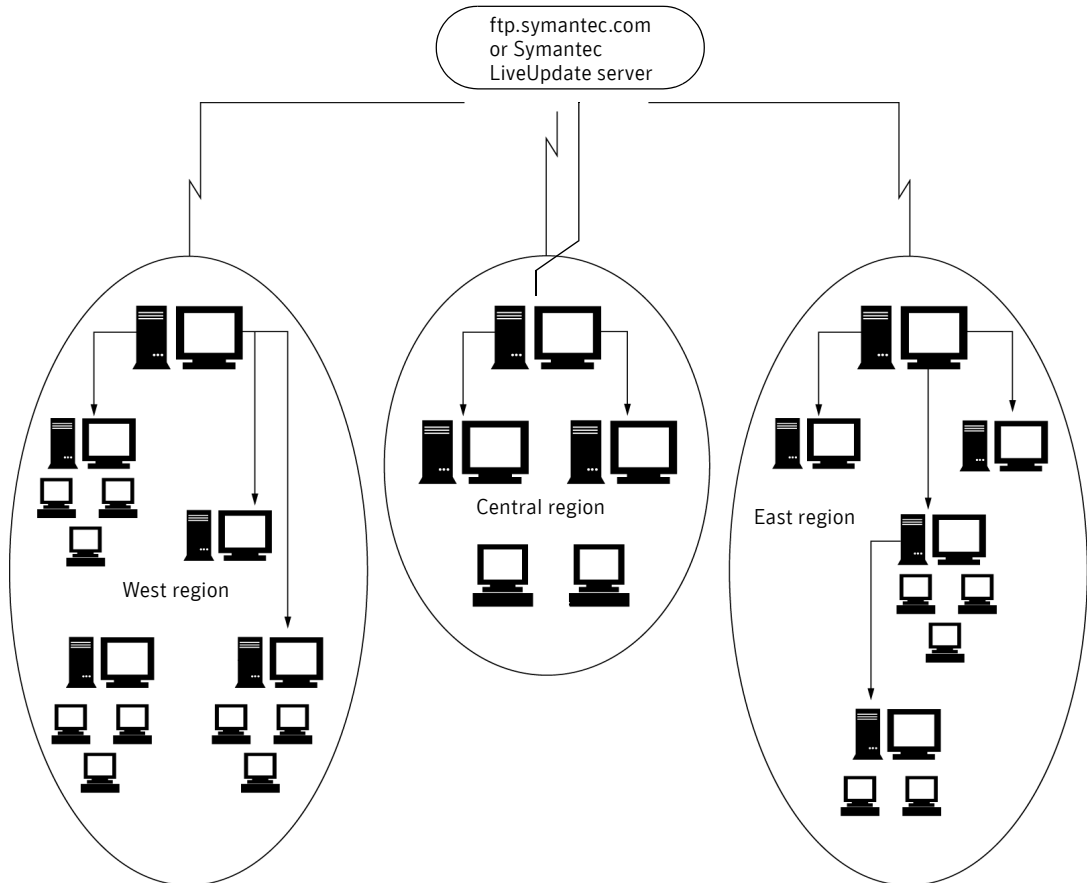 ftp.symantec.com
or Symantec
LiveUpdate server
Central region
East region
West region